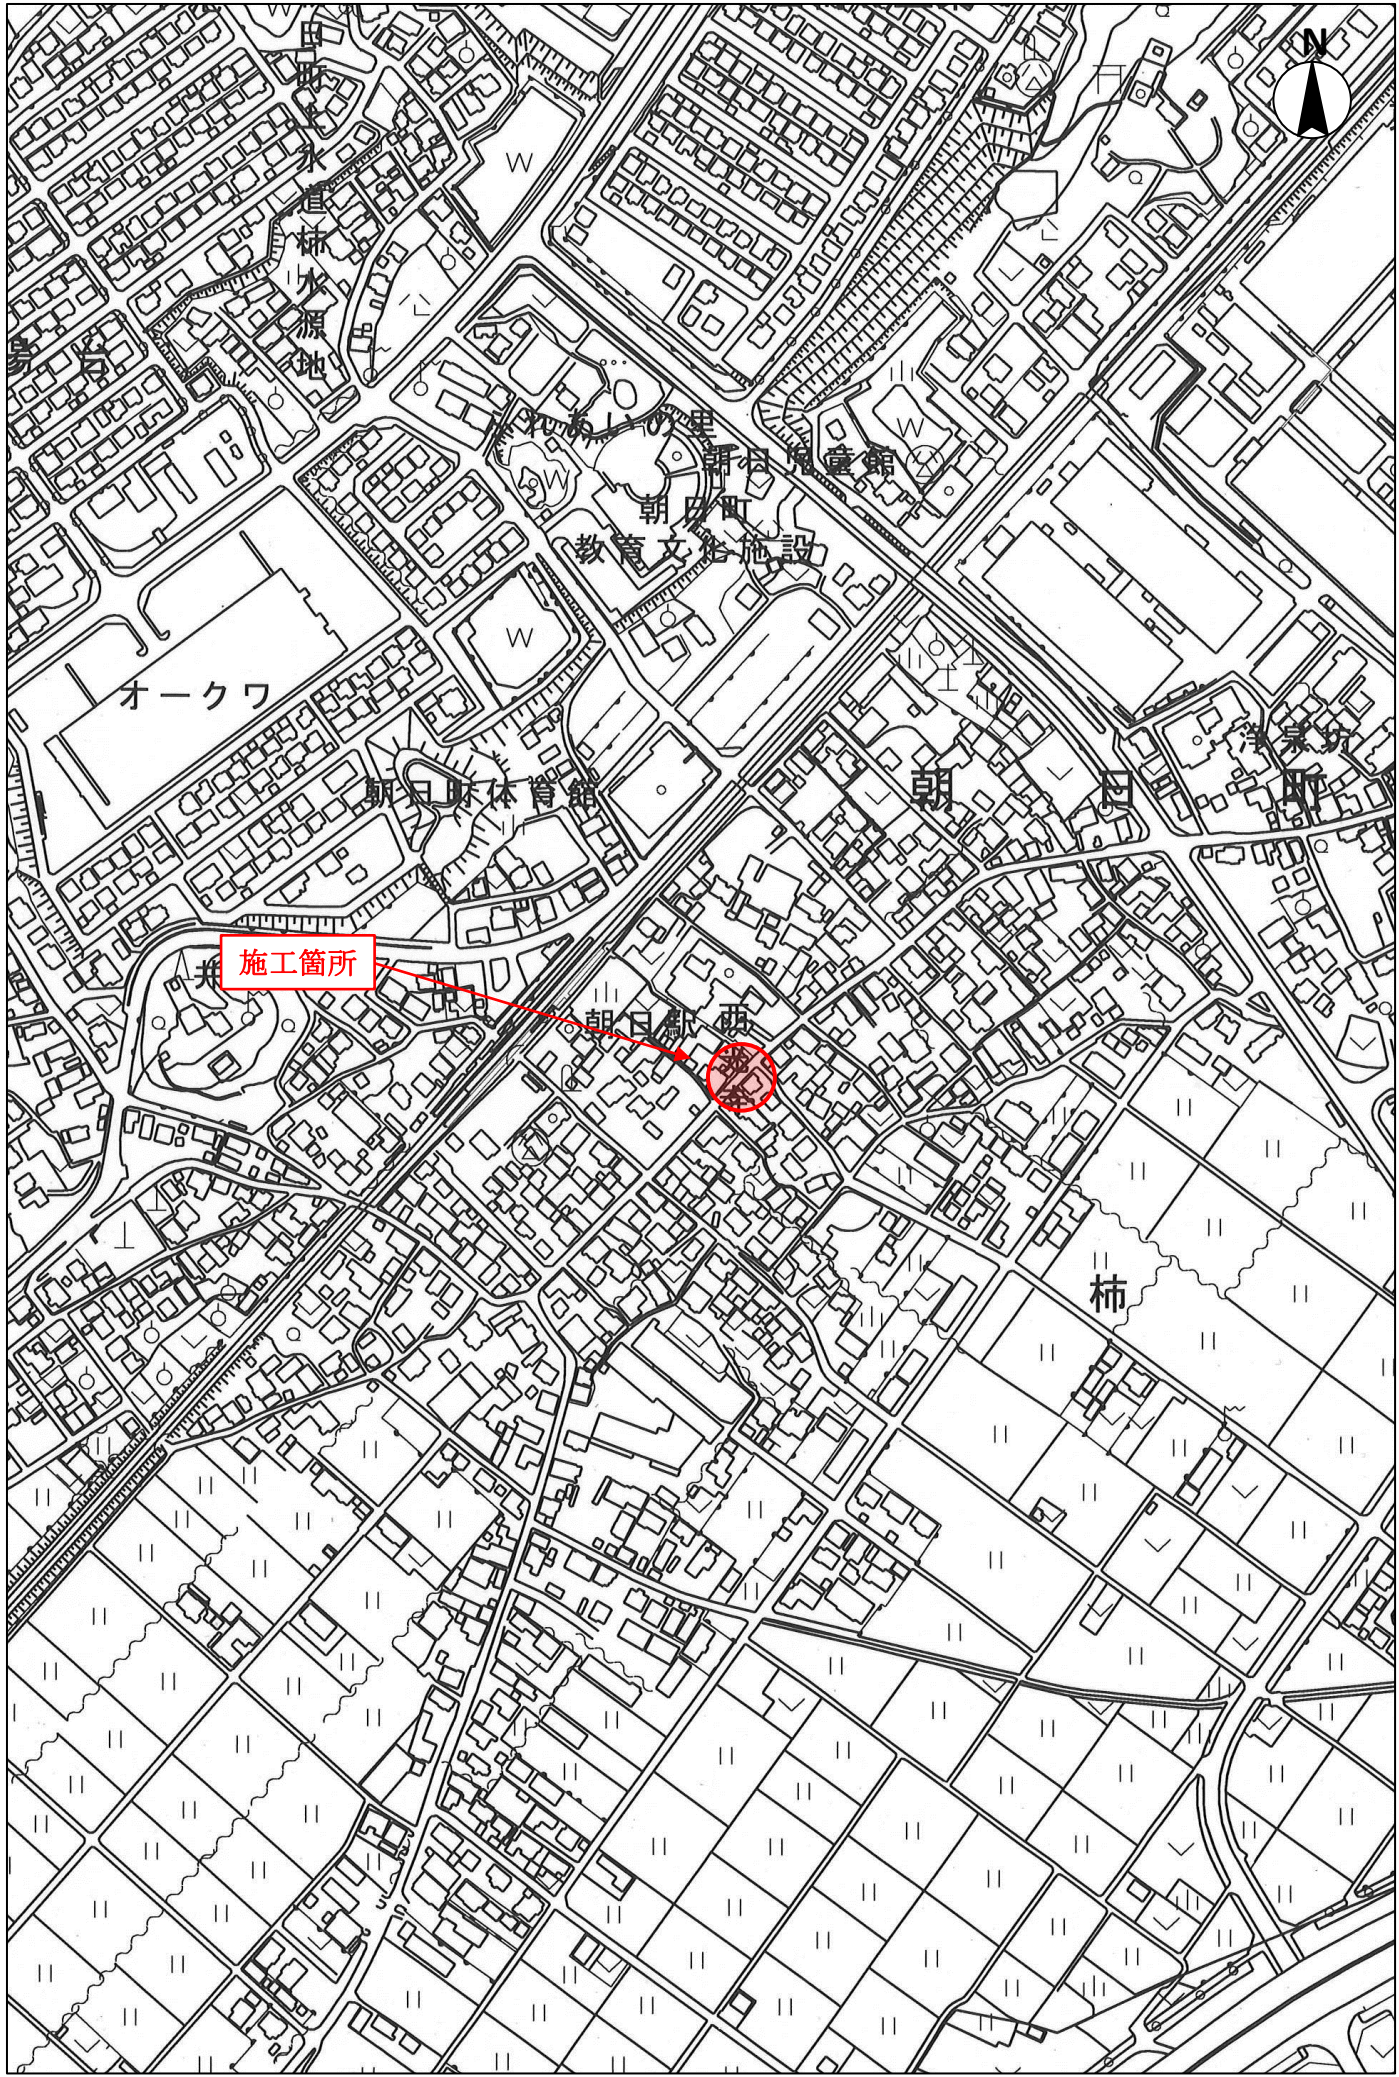 N
田町上水道柿水源地
台
ふれあいの里
朝日児童館
朝日町
教育文化施設
オークワ
浄泉坊
朝日町体育館
朝日町
施工箇所
井
朝日駅
西
柿